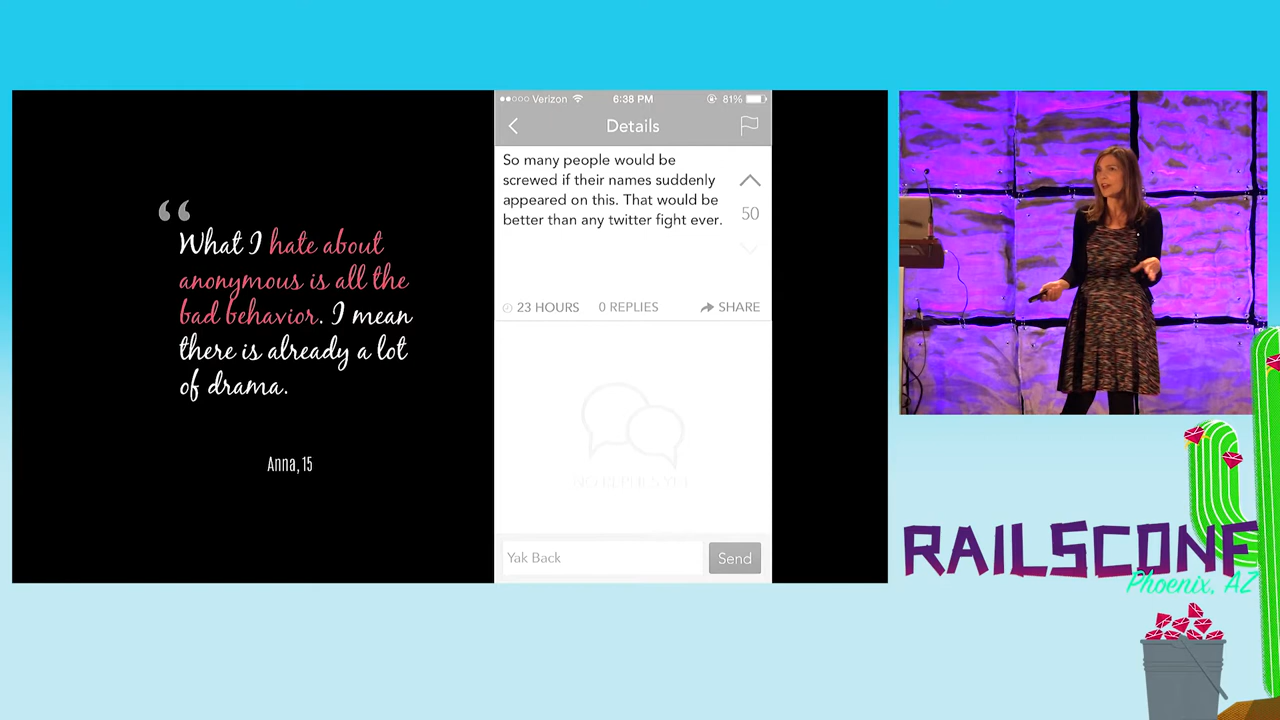 “
What I hate about
anonymous is all the
bad behavior. I mean
there is already a lot
of drama.
Anna, 15
Verizon 6:38 PM 81%
Details
So many people would be
screwed if their names suddenly
appeared on this. That would be
better than any twitter fight ever.
50
23 HOURS 0 REPLIES SHARE
NO REPLIES YET
Yak Back Send
RAILSCONF
Phoenix, AZ